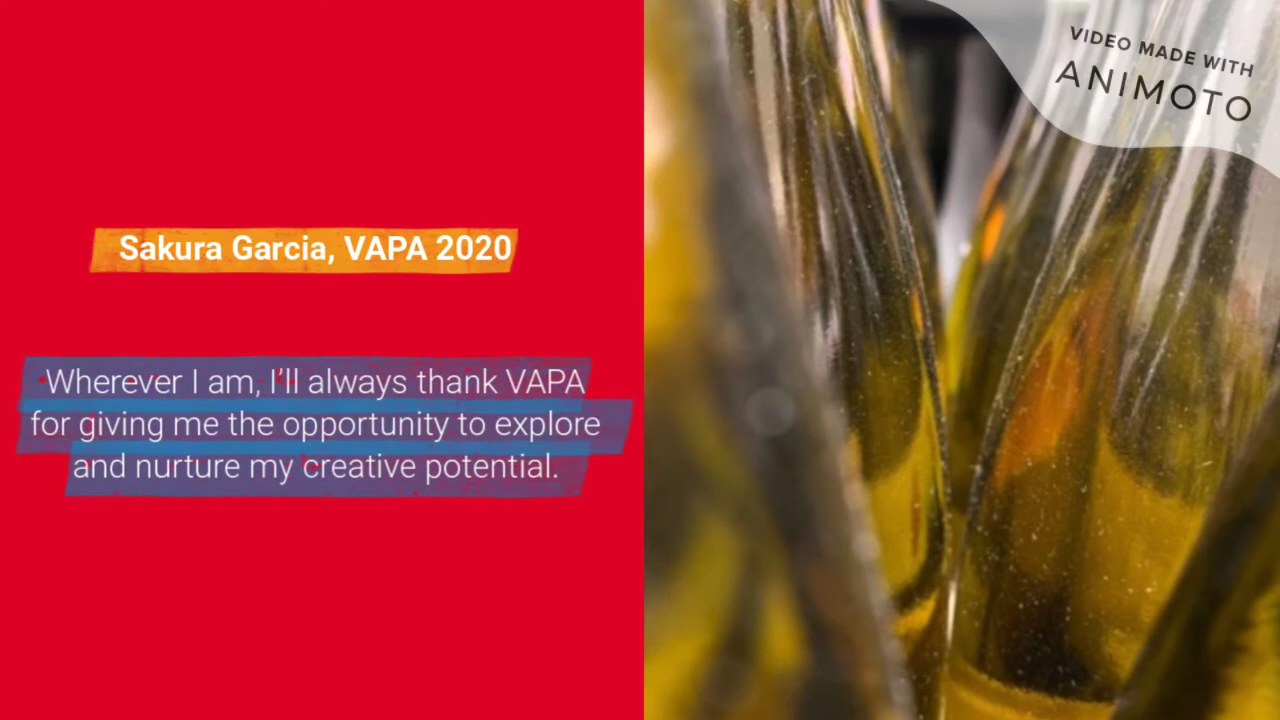 Sakura Garcia, VAPA 2020
Wherever I am, I'll always thank VAPA
for giving me the opportunity to explore
and nurture my creative potential.
VIDEO MADE WITH
ANIMOTO